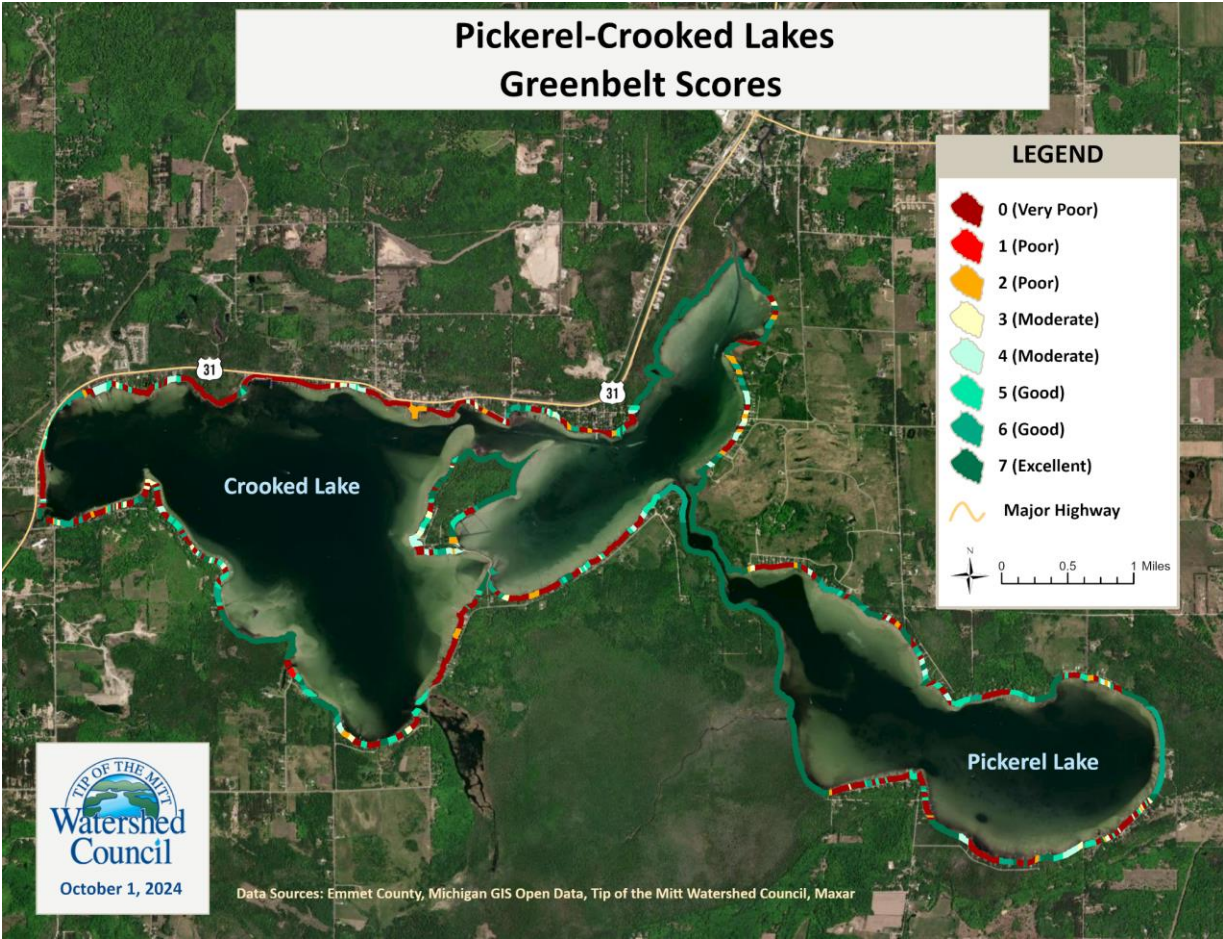 Pickerel-Crooked Lakes
Greenbelt Scores
LEGEND
0 (Very Poor)
1 (Poor)
2 (Poor)
3 (Moderate)
4 (Moderate)
5 (Good)
6 (Good)
7 (Excellent)
Major Highway
N
0 0.5 1 Miles
31
31
Crooked Lake
Pickerel Lake
TIP OF THE MITT
Watershed
Council
October 1, 2024
Data Sources: Emmet County, Michigan GIS Open Data, Tip of the Mitt Watershed Council, Maxar